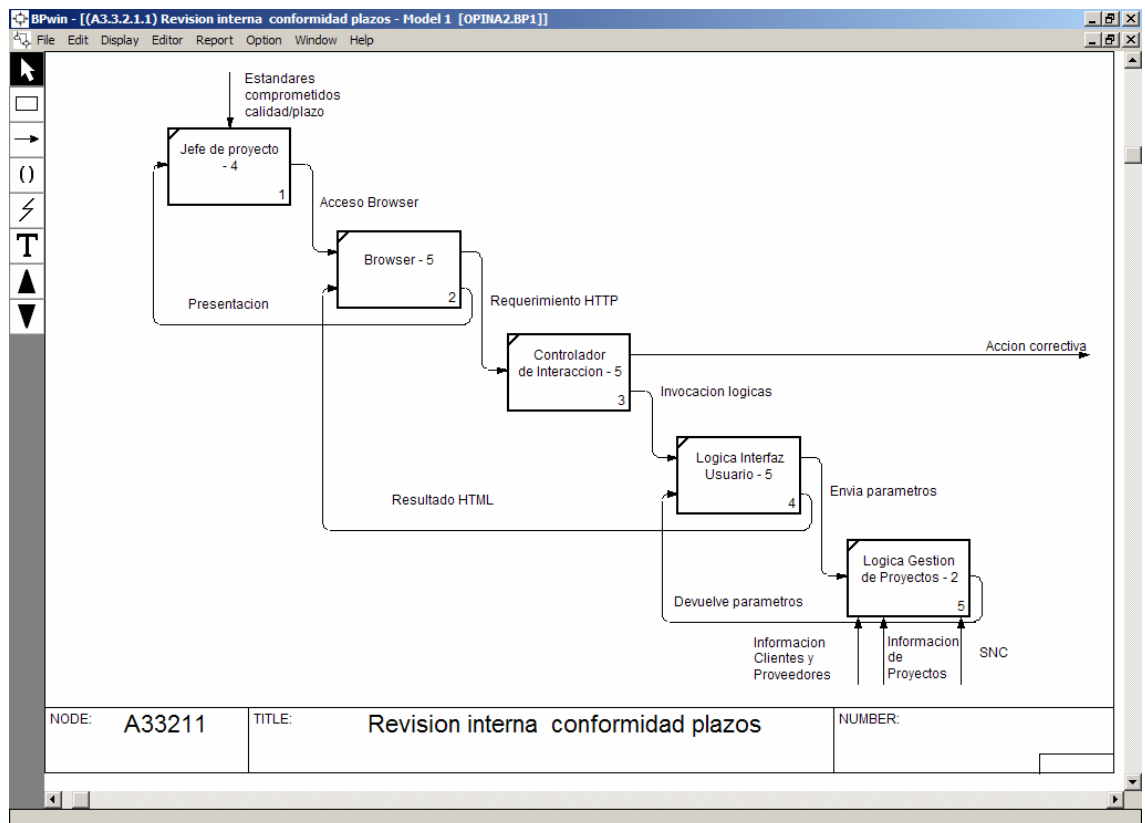 BPwin - [(A3.3.2.1.1) Revision interna  conformidad plazos - Model 1  [OPINA2.BP1]]
File Edit Display Editor Report Option Window Help
Estandares
comprometidos
calidad/plazo
Jefe de proyecto
- 4
1
Acceso Browser
Browser - 5
2
Presentacion
Requerimiento HTTP
Controlador
de Interaccion - 5
3
Accion correctiva
Invocacion logicas
Logica Interfaz
Usuario - 5
4
Resultado HTML
Envia parametros
Logica Gestion
de Proyectos - 2
5
Devuelve parametros
Informacion
Clientes y
Proveedores
Informacion
de
Proyectos
SNC
NODE: A33211
TITLE: Revision interna  conformidad plazos
NUMBER:
( )
T